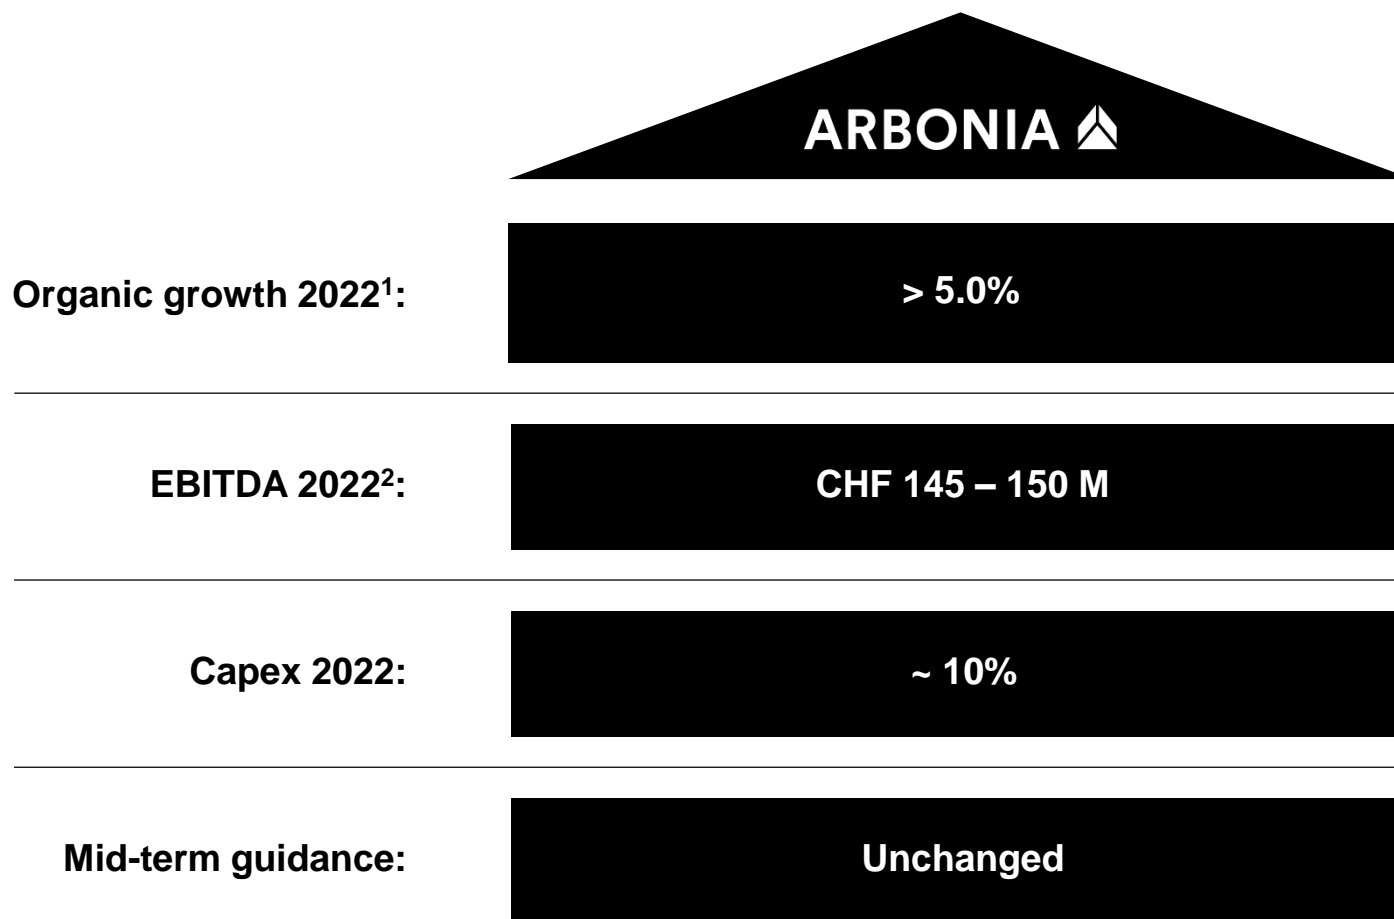 ARBONIA
Organic growth 2022¹: > 5.0%
EBITDA 2022²: CHF 145 – 150 M
Capex 2022: ~ 10%
Mid-term guidance: Unchanged